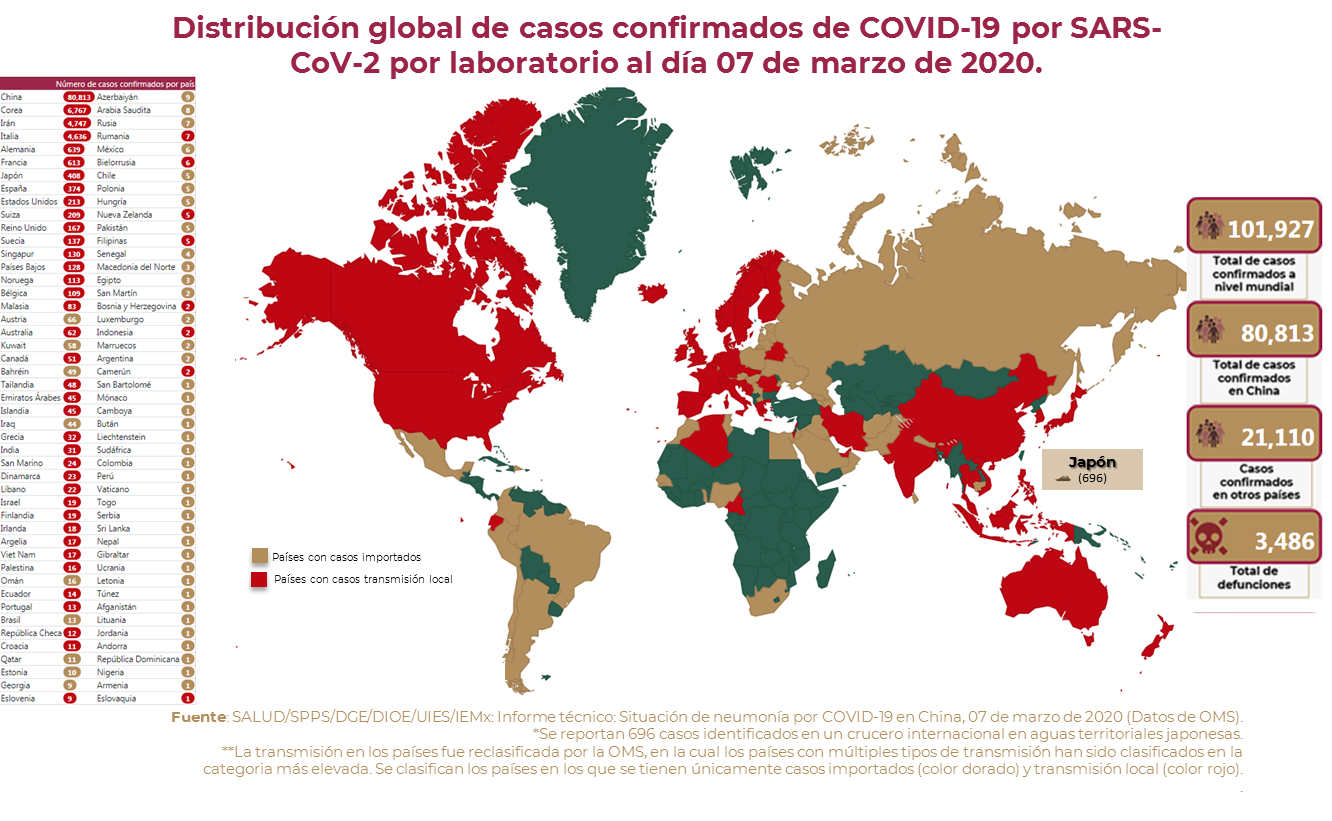 Distribución global de casos confirmados de COVID-19 por SARS-
CoV-2 por laboratorio al día 07 de marzo de 2020.
Número de casos confirmados por país
China 80,813 Azerbaiyán 9
Corea 6,767 Arabia Saudita 8
Irán 4,747 Rusia 7
Italia 4,636 Rumania 7
Alemania 639 México 6
Francia 613 Bielorrusia 6
Japón 408 Chile 5
España 374 Polonia 5
Estados Unidos 213 Hungría 5
Suiza 209 Nueva Zelanda 5
Reino Unido 167 Pakistán 5
Suecia 137 Filipinas 5
Singapur 130 Senegal 4
Países Bajos 128 Macedonia del Norte 3
Noruega 113 Egipto 3
Bélgica 109 San Martín 2
Malasia 83 Bosnia y Herzegovina 2
Austria 66 Luxemburgo 2
Australia 62 Indonesia 2
Kuwait 58 Marruecos 2
Canadá 51 Argentina 2
Bahréin 49 Camerún 2
Tailandia 48 San Bartolomé 1
Emiratos Árabes 45 Mónaco 1
Islandia 45 Camboya 1
Iraq 44 Bután 1
Grecia 32 Liechtenstein 1
India 31 Sudáfrica 1
San Marino 24 Colombia 1
Dinamarca 23 Perú 1
Líbano 22 Vaticano 1
Israel 19 Togo 1
Finlandia 19 Serbia 1
Irlanda 18 Sri Lanka 1
Argelia 17 Nepal 1
Viet Nam 17 Gibraltar 1
Palestina 16 Ucrania 1
Omán 16 Letonia 1
Ecuador 14 Túnez 1
Portugal 13 Afganistán 1
Brasil 13 Lituania 1
República Checa 12 Jordania 1
Croacia 11 Andorra 1
Qatar 11 República Dominicana 1
Estonia 10 Nigeria 1
Georgia 9 Armenia 1
Eslovenia 9 Eslovaquia 1
Países con casos importados
Países con casos transmisión local
Japón
(696)
101,927
Total de casos
confirmados a
nivel mundial
80,813
Total de casos
confirmados
en China
21,110
Casos
confirmados
en otros países
3,486
Total de
defunciones
Fuente: SALUD/SPPS/DGE/DIOE/UIES/IEMx: Informe técnico: Situación de neumonía por COVID-19 en China, 07 de marzo de 2020 (Datos de OMS).
*Se reportan 696 casos identificados en un crucero internacional en aguas territoriales japonesas.
**La transmisión en los países fue reclasificada por la OMS, en la cual los países con múltiples tipos de transmisión han sido clasificados en la
categoria más elevada. Se clasifican los países en los que se tienen únicamente casos importados (color dorado) y transmisión local (color rojo).
.